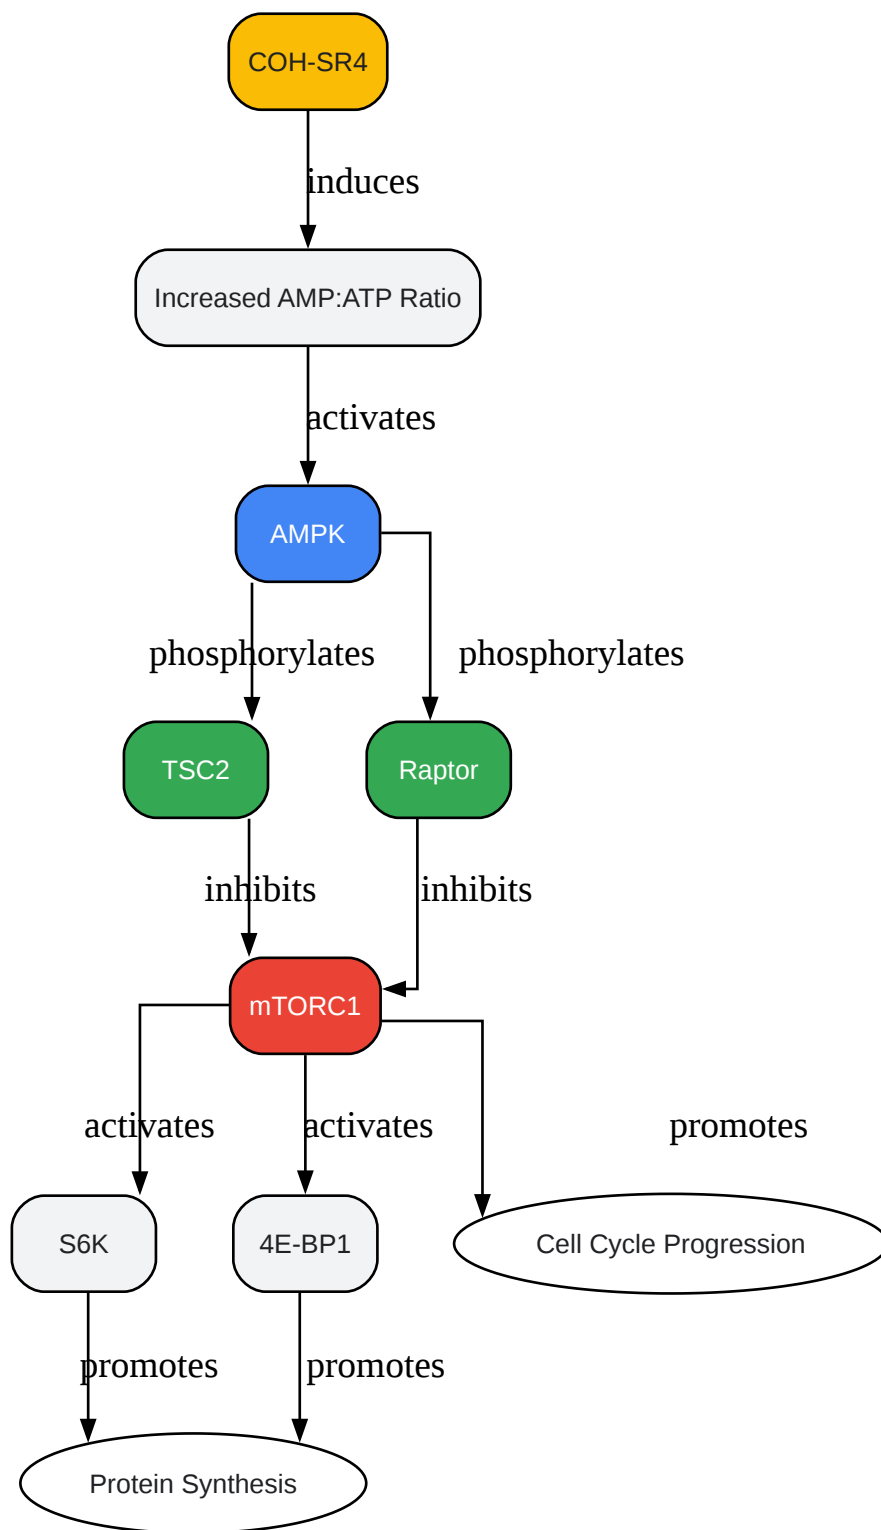 COH-SR4
induces
Increased AMP:ATP Ratio
activates
AMPK
phosphorylates
phosphorylates
TSC2
Raptor
inhibits
inhibits
mTORC1
activates
activates
promotes
S6K
4E-BP1
Cell Cycle Progression
promotes
promotes
Protein Synthesis